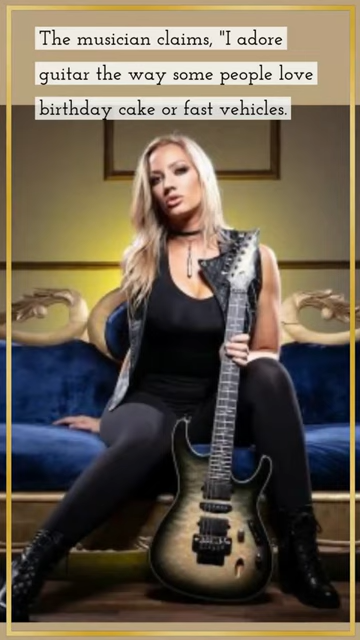 The musician claims, "I adore
guitar the way some people love
birthday cake or fast vehicles.